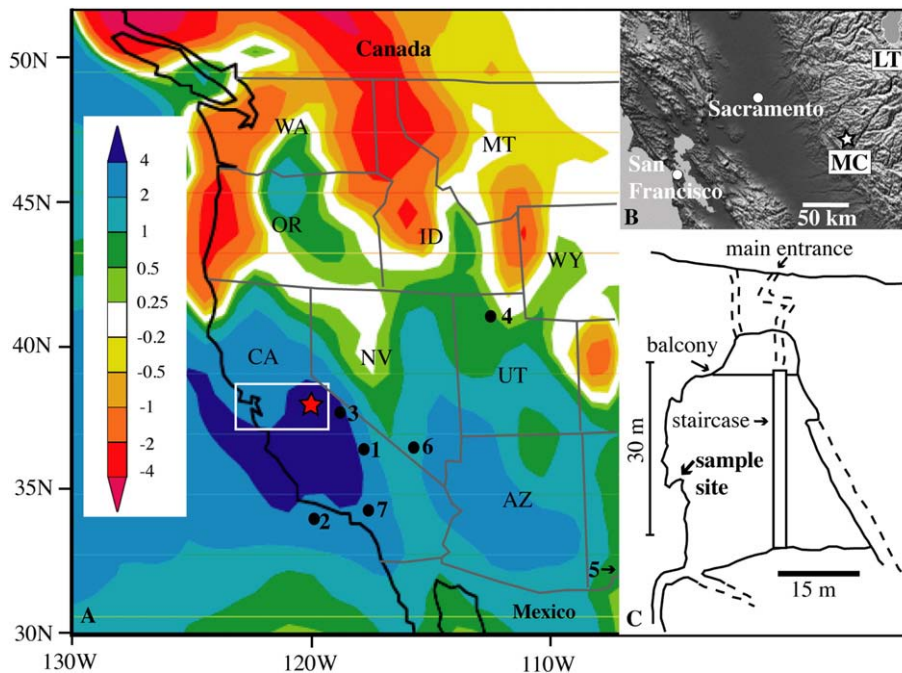 50N
45N
40N
35N
30N
130W
120W
110W
4
2
1
0.5
0.25
-0.2
-0.5
-1
-2
-4
Canada
WA
MT
OR
ID
WY
CA
NV
UT
AZ
Mexico
4
3
1
6
2
7
5→
A
LT
Sacramento
MC
San
Francisco
50 km
B
main entrance
balcony
staircase→
30 m
sample
site
15 m
C